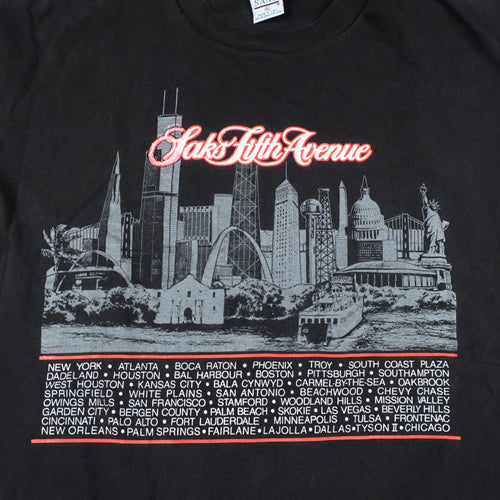 Saks Fifth Avenue
NEW YORK • ATLANTA • BOCA RATON • PHOENIX • TROY • SOUTH COAST PLAZA
DADELAND • HOUSTON • BAL HARBOUR • BOSTON • PITTSBURGH • SOUTHAMPTON
WEST HOUSTON • KANSAS CITY • BALA CYNWYD • CARMEL-BY-THE-SEA • OAKBROOK
SPRINGFIELD • WHITE PLAINS • SAN ANTONIO • BEACHWOOD • CHEVY CHASE
OWINGS MILLS • SAN FRANCISCO • STAMFORD • WOODLAND HILLS • MISSION VALLEY
GARDEN CITY • BERGEN COUNTY • PALM BEACH • SKOKIE • LAS VEGAS • BEVERLY HILLS
CINCINNATI • PALO ALTO • FORT LAUDERDALE • MINNEAPOLIS • TULSA • FRONTENAC
NEW ORLEANS • PALM SPRINGS • FAIRLANE • LA JOLLA • DALLAS • TYSON II • CHICAGO